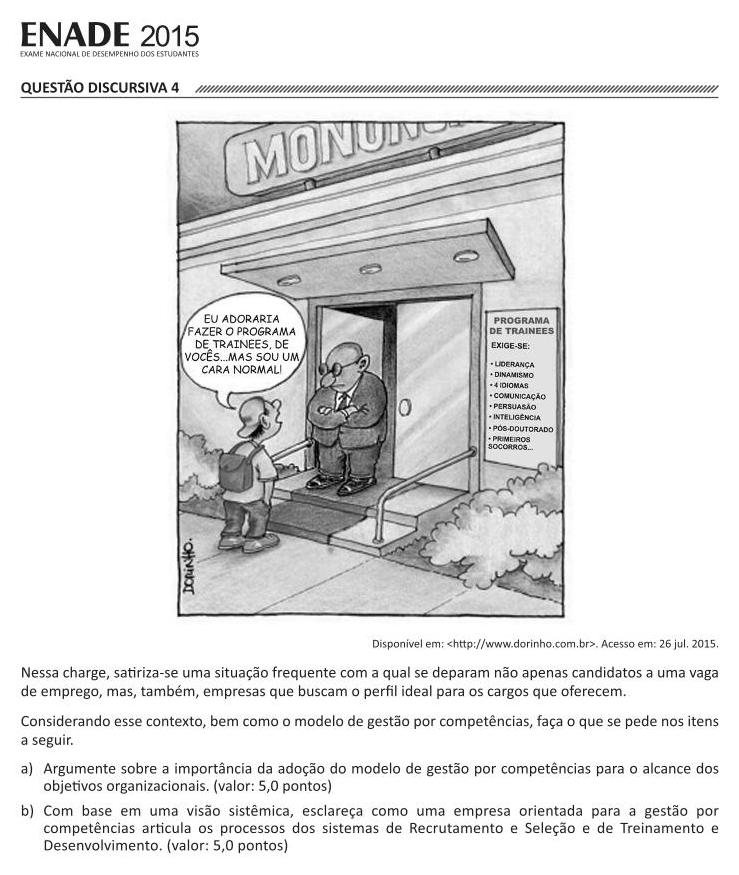 ENADE 2015
EXAME NACIONAL DE DESEMPENHO DOS ESTUDANTES
QUESTÃO DISCURSIVA 4
EU ADORARIA
FAZER O PROGRAMA
DE TRAINEES, DE
VOCÊS...MAS SOU UM
CARA NORMAL!
PROGRAMA
DE TRAINEES
EXIGE-SE:
• LIDERANÇA
• DINAMISMO
• 4 IDIOMAS
• COMUNICAÇÃO
• PERSUASÃO
• INTELIGÊNCIA
• PÓS-DOUTORADO
• PRIMEIROS
SOCORROS...
DORINHO.
Disponível em: <http://www.dorinho.com.br>. Acesso em: 26 jul. 2015.
Nessa charge, satiriza-se uma situação frequente com a qual se deparam não apenas candidatos a uma vaga
de emprego, mas, também, empresas que buscam o perfil ideal para os cargos que oferecem.
Considerando esse contexto, bem como o modelo de gestão por competências, faça o que se pede nos itens
a seguir.
a) Argumente sobre a importância da adoção do modelo de gestão por competências para o alcance dos
objetivos organizacionais. (valor: 5,0 pontos)
b) Com base em uma visão sistêmica, esclareça como uma empresa orientada para a gestão por
competências articula os processos dos sistemas de Recrutamento e Seleção e de Treinamento e
Desenvolvimento. (valor: 5,0 pontos)